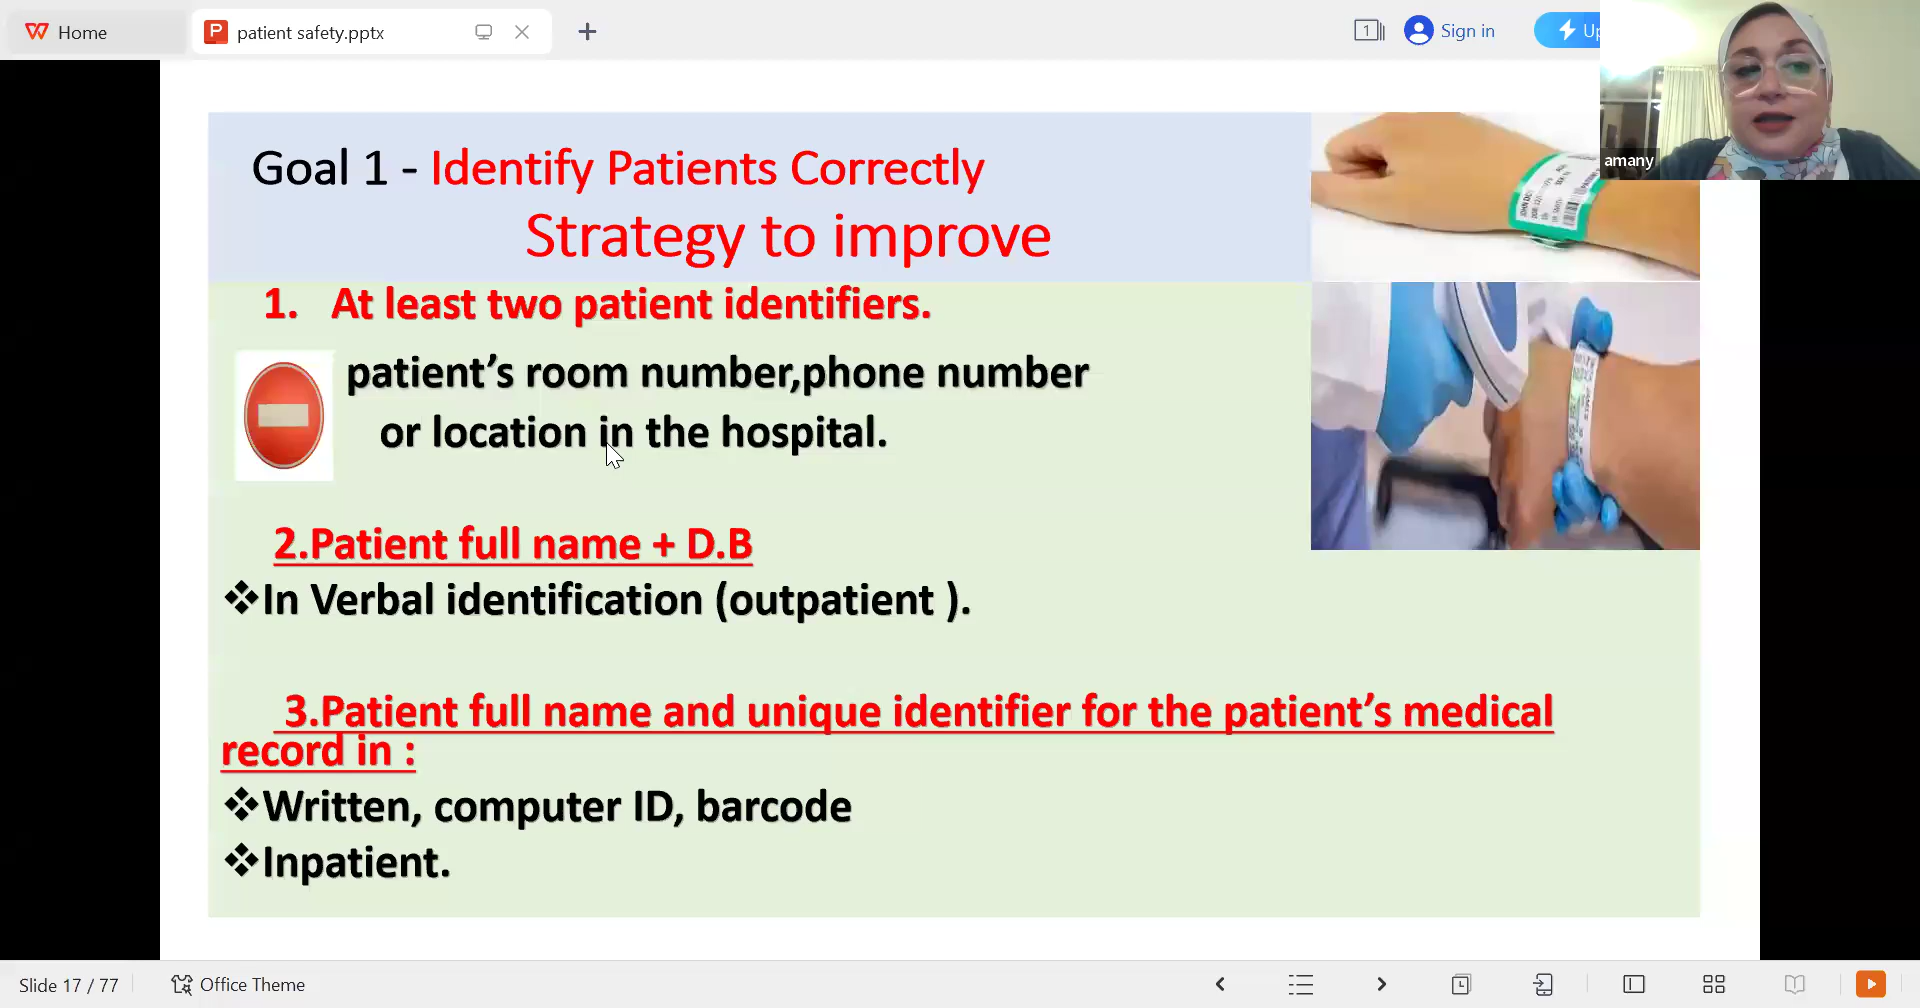 Home
patient safety.pptx
1
Sign in
Goal 1 - Identify Patients Correctly
Strategy to improve
amany
JOHN DOE
1. At least two patient identifiers.
patient’s room number,phone number
or location in the hospital.
2.Patient full name + D.B
❖In Verbal identification (outpatient ).
3.Patient full name and unique identifier for the patient’s medical
record in :
❖Written, computer ID, barcode
❖Inpatient.
Slide 17 / 77
Office Theme